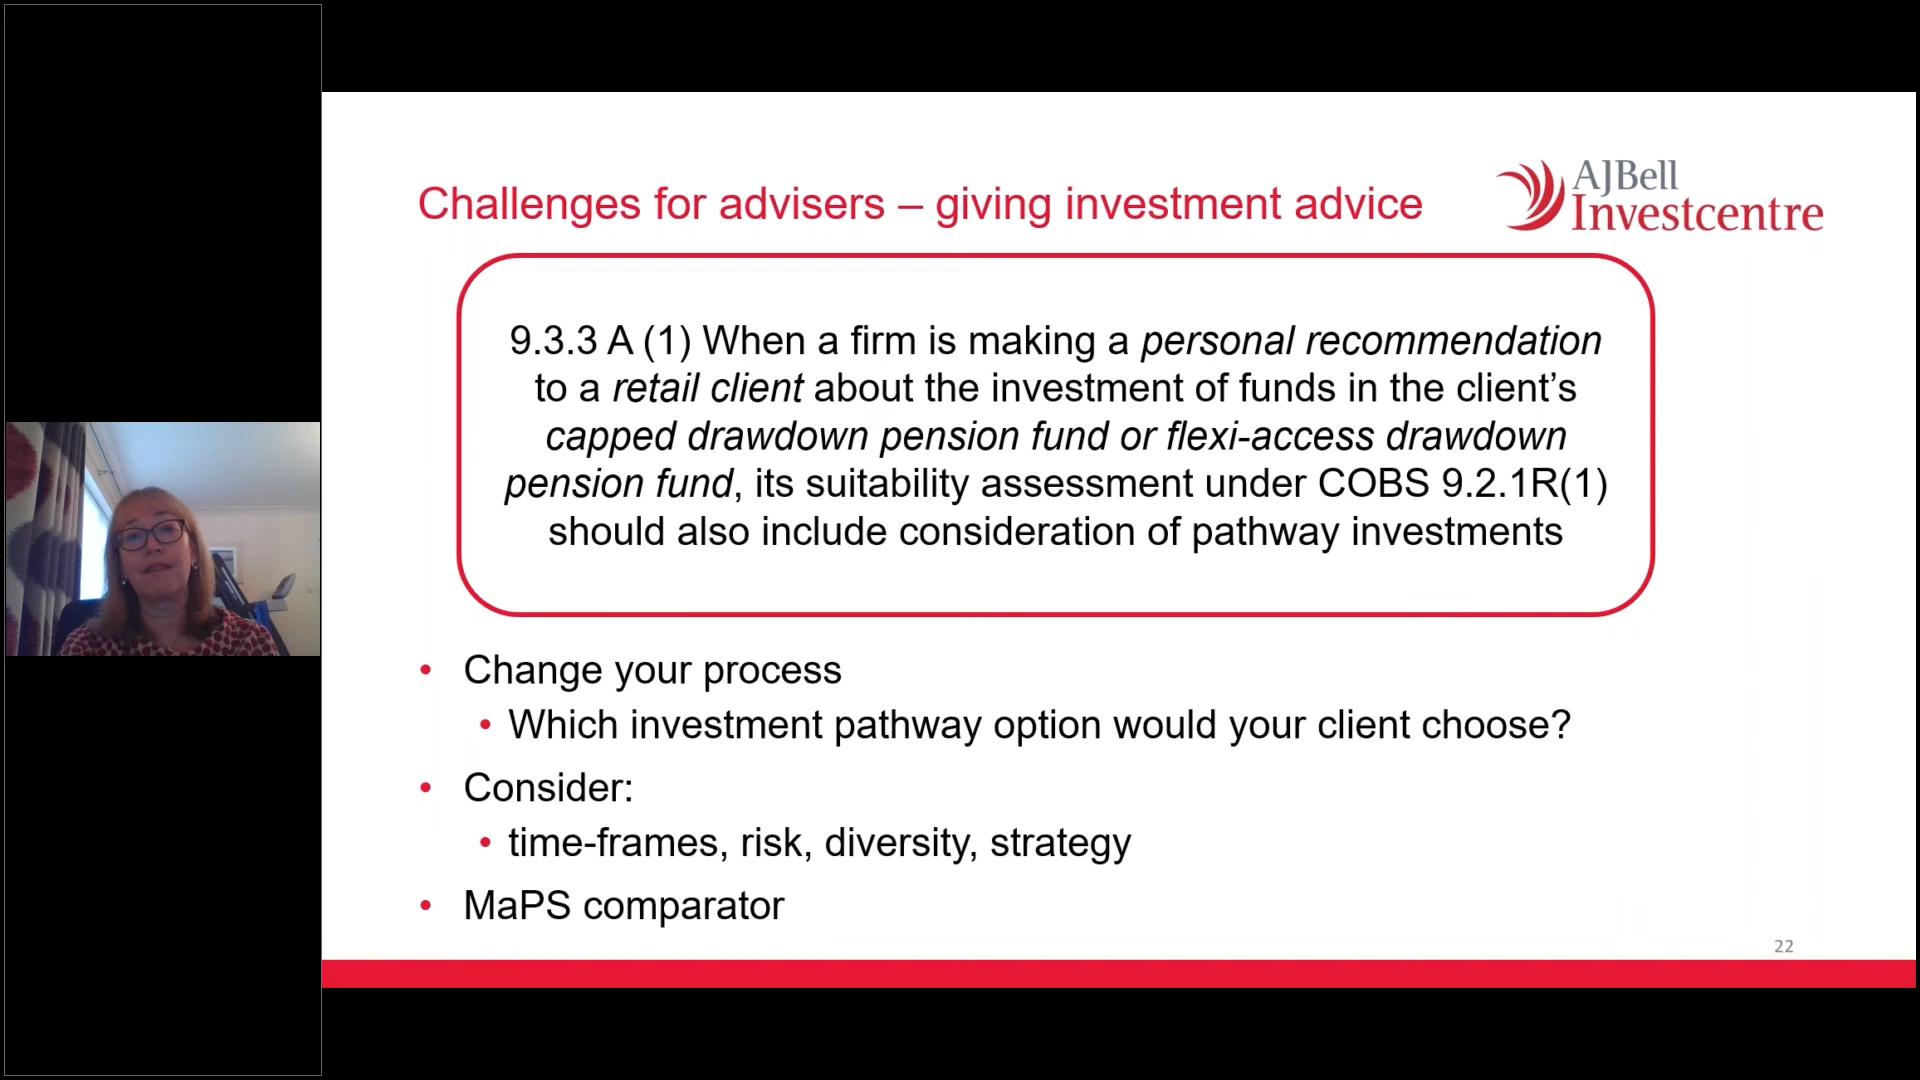 Challenges for advisers – giving investment advice
AJBell
Investcentre
9.3.3 A (1) When a firm is making a personal recommendation
to a retail client about the investment of funds in the client’s
capped drawdown pension fund or flexi-access drawdown
pension fund, its suitability assessment under COBS 9.2.1R(1)
should also include consideration of pathway investments
• Change your process
• Which investment pathway option would your client choose?
• Consider:
• time-frames, risk, diversity, strategy
• MaPS comparator
22